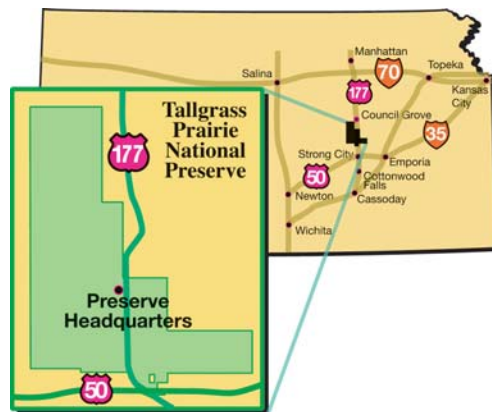 Manhattan
Salina
70
Topeka
177
Kansas
City
Council Grove
35
Strong City
Emporia
50
Cottonwood
Falls
Newton
Cassoday
Wichita
Tallgrass
Prairie
National
Preserve
177
Preserve
Headquarters
50